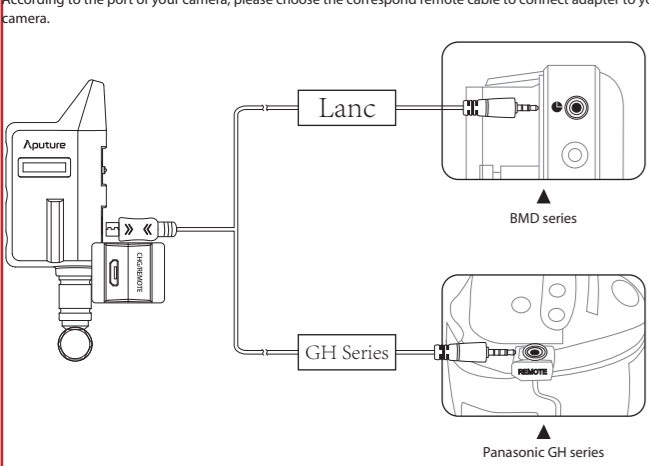 According to the port of your camera, please choose the correspond remote cable to connect adapter to
camera.
Lanc
Aputure
BMD series
CHG/REMOTE
GH Series
REMOTE
Panasonic GH series